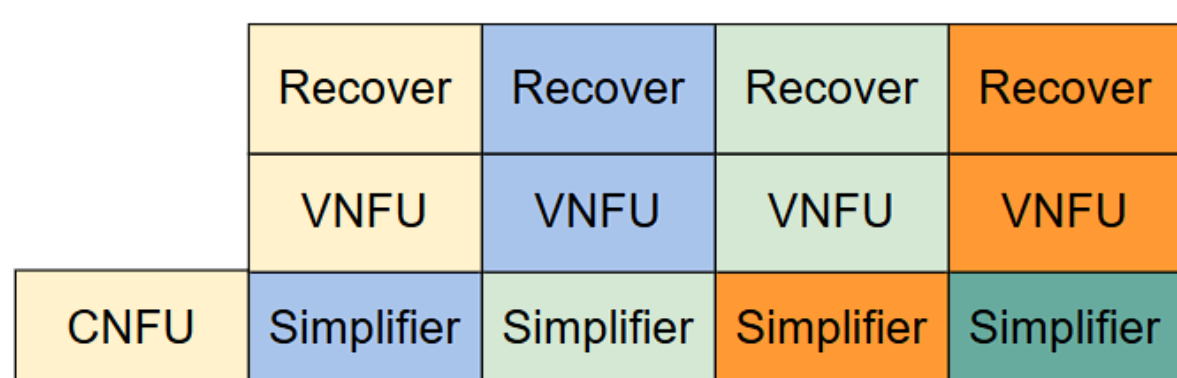 Recover Recover Recover Recover
VNFU VNFU VNFU VNFU
CNFU Simplifier Simplifier Simplifier Simplifier